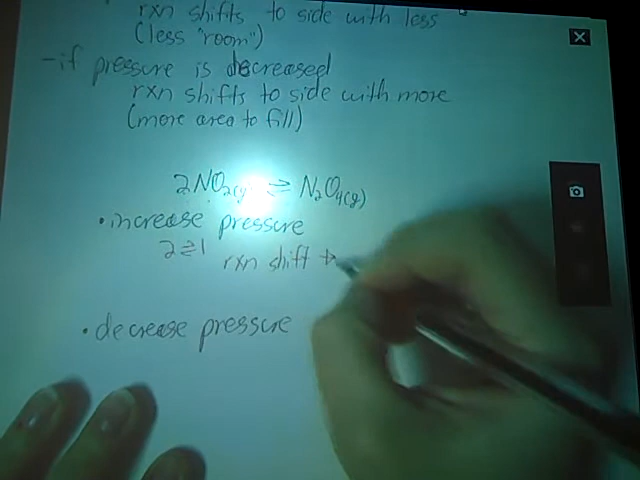 rxn shifts to side with less
(less "room")
-if pressure is decreased
rxn shifts to side with more
(more area to fill)
2NO₂(g) ⇌ N₂O₄(g)
•increase pressure
2⇌1
rxn shift
•decrease pressure